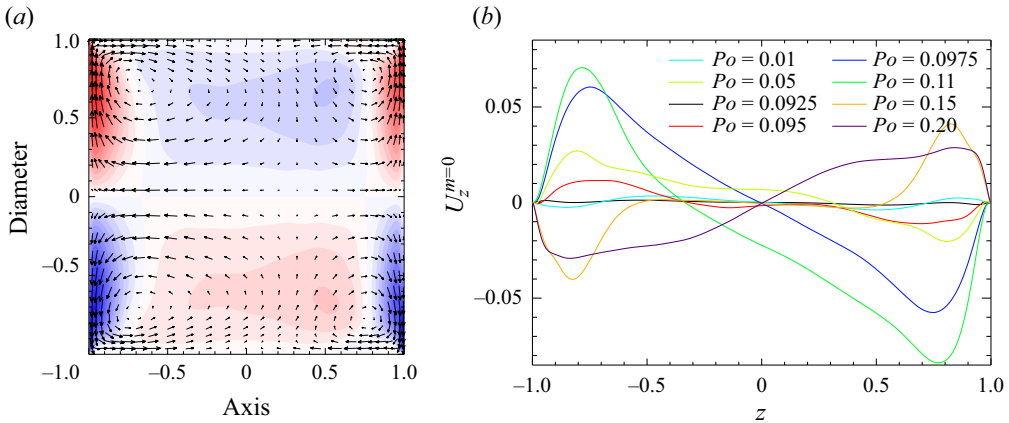 (a)
1.0
0.5
0
–0.5
–1.0
–0.5
0
0.5
1.0
Diameter
Axis
(b)
0.05
0
–0.05
–1.0
–0.5
0
0.5
1.0
U_z^{m=0}
z
Po = 0.01
Po = 0.05
Po = 0.0925
Po = 0.095
Po = 0.0975
Po = 0.11
Po = 0.15
Po = 0.20